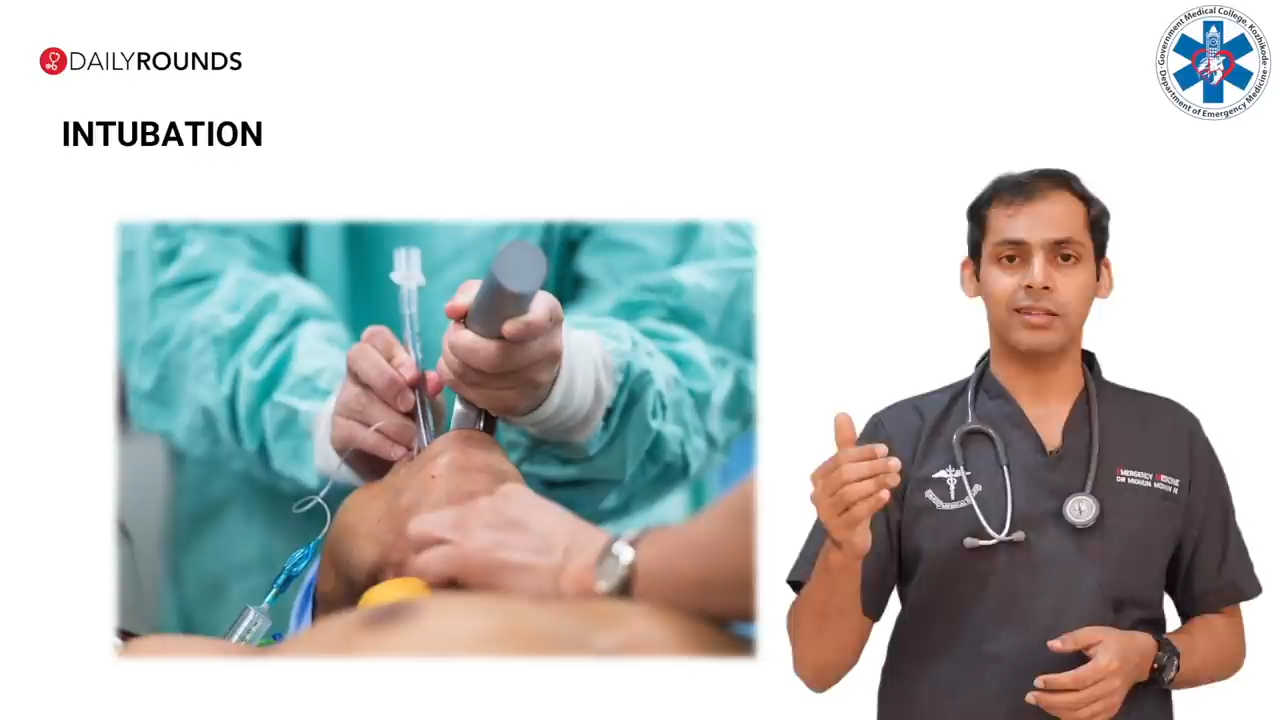 DAILYROUNDS
INTUBATION
Government Medical College, Kozhikode
Department of Emergency Medicine
EMERGENCY MEDICINE